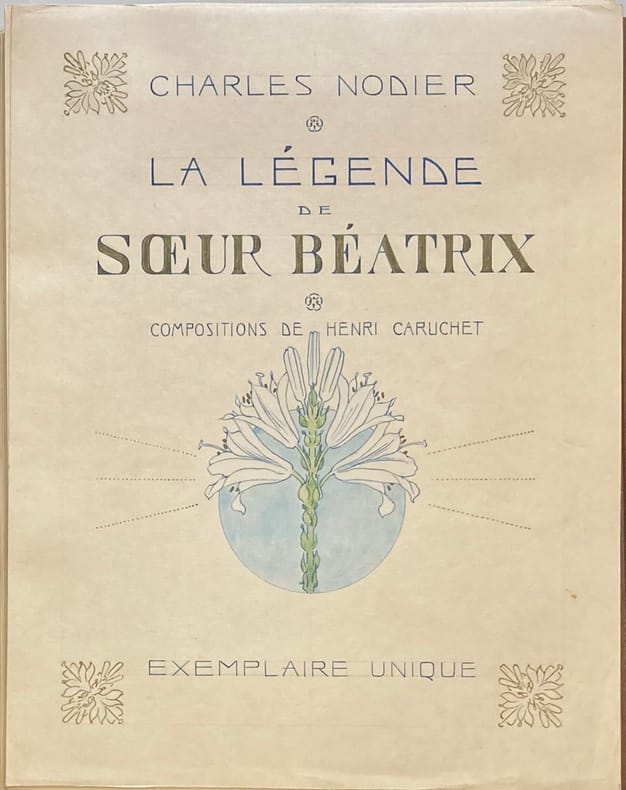 CHARLES NODIER
LA LÉGENDE
DE
SŒUR BÉATRIX
COMPOSITIONS DE HENRI CARUCHET
EXEMPLAIRE UNIQUE